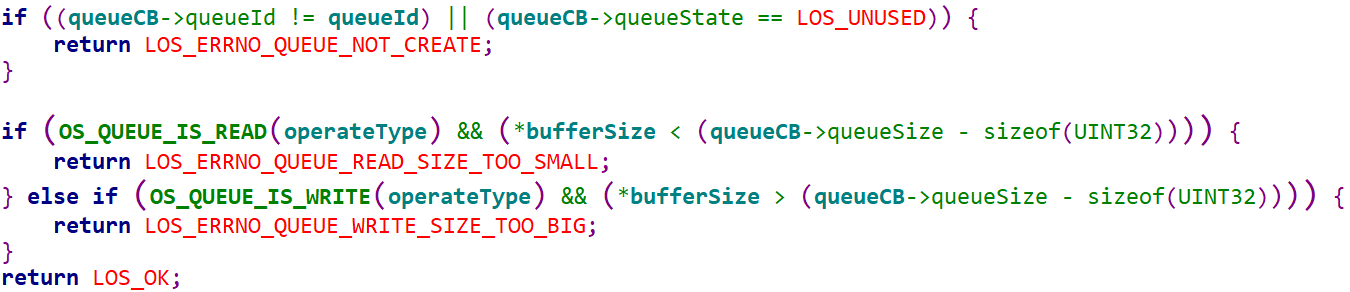 if ((queueCB->queueId != queueId) || (queueCB->queueState == LOS_UNUSED)) {
    return LOS_ERRNO_QUEUE_NOT_CREATE;
}

if (OS_QUEUE_IS_READ(operateType) && (*bufferSize < (queueCB->queueSize - sizeof(UINT32)))) {
    return LOS_ERRNO_QUEUE_READ_SIZE_TOO_SMALL;
} else if (OS_QUEUE_IS_WRITE(operateType) && (*bufferSize > (queueCB->queueSize - sizeof(UINT32)))) {
    return LOS_ERRNO_QUEUE_WRITE_SIZE_TOO_BIG;
}
return LOS_OK;